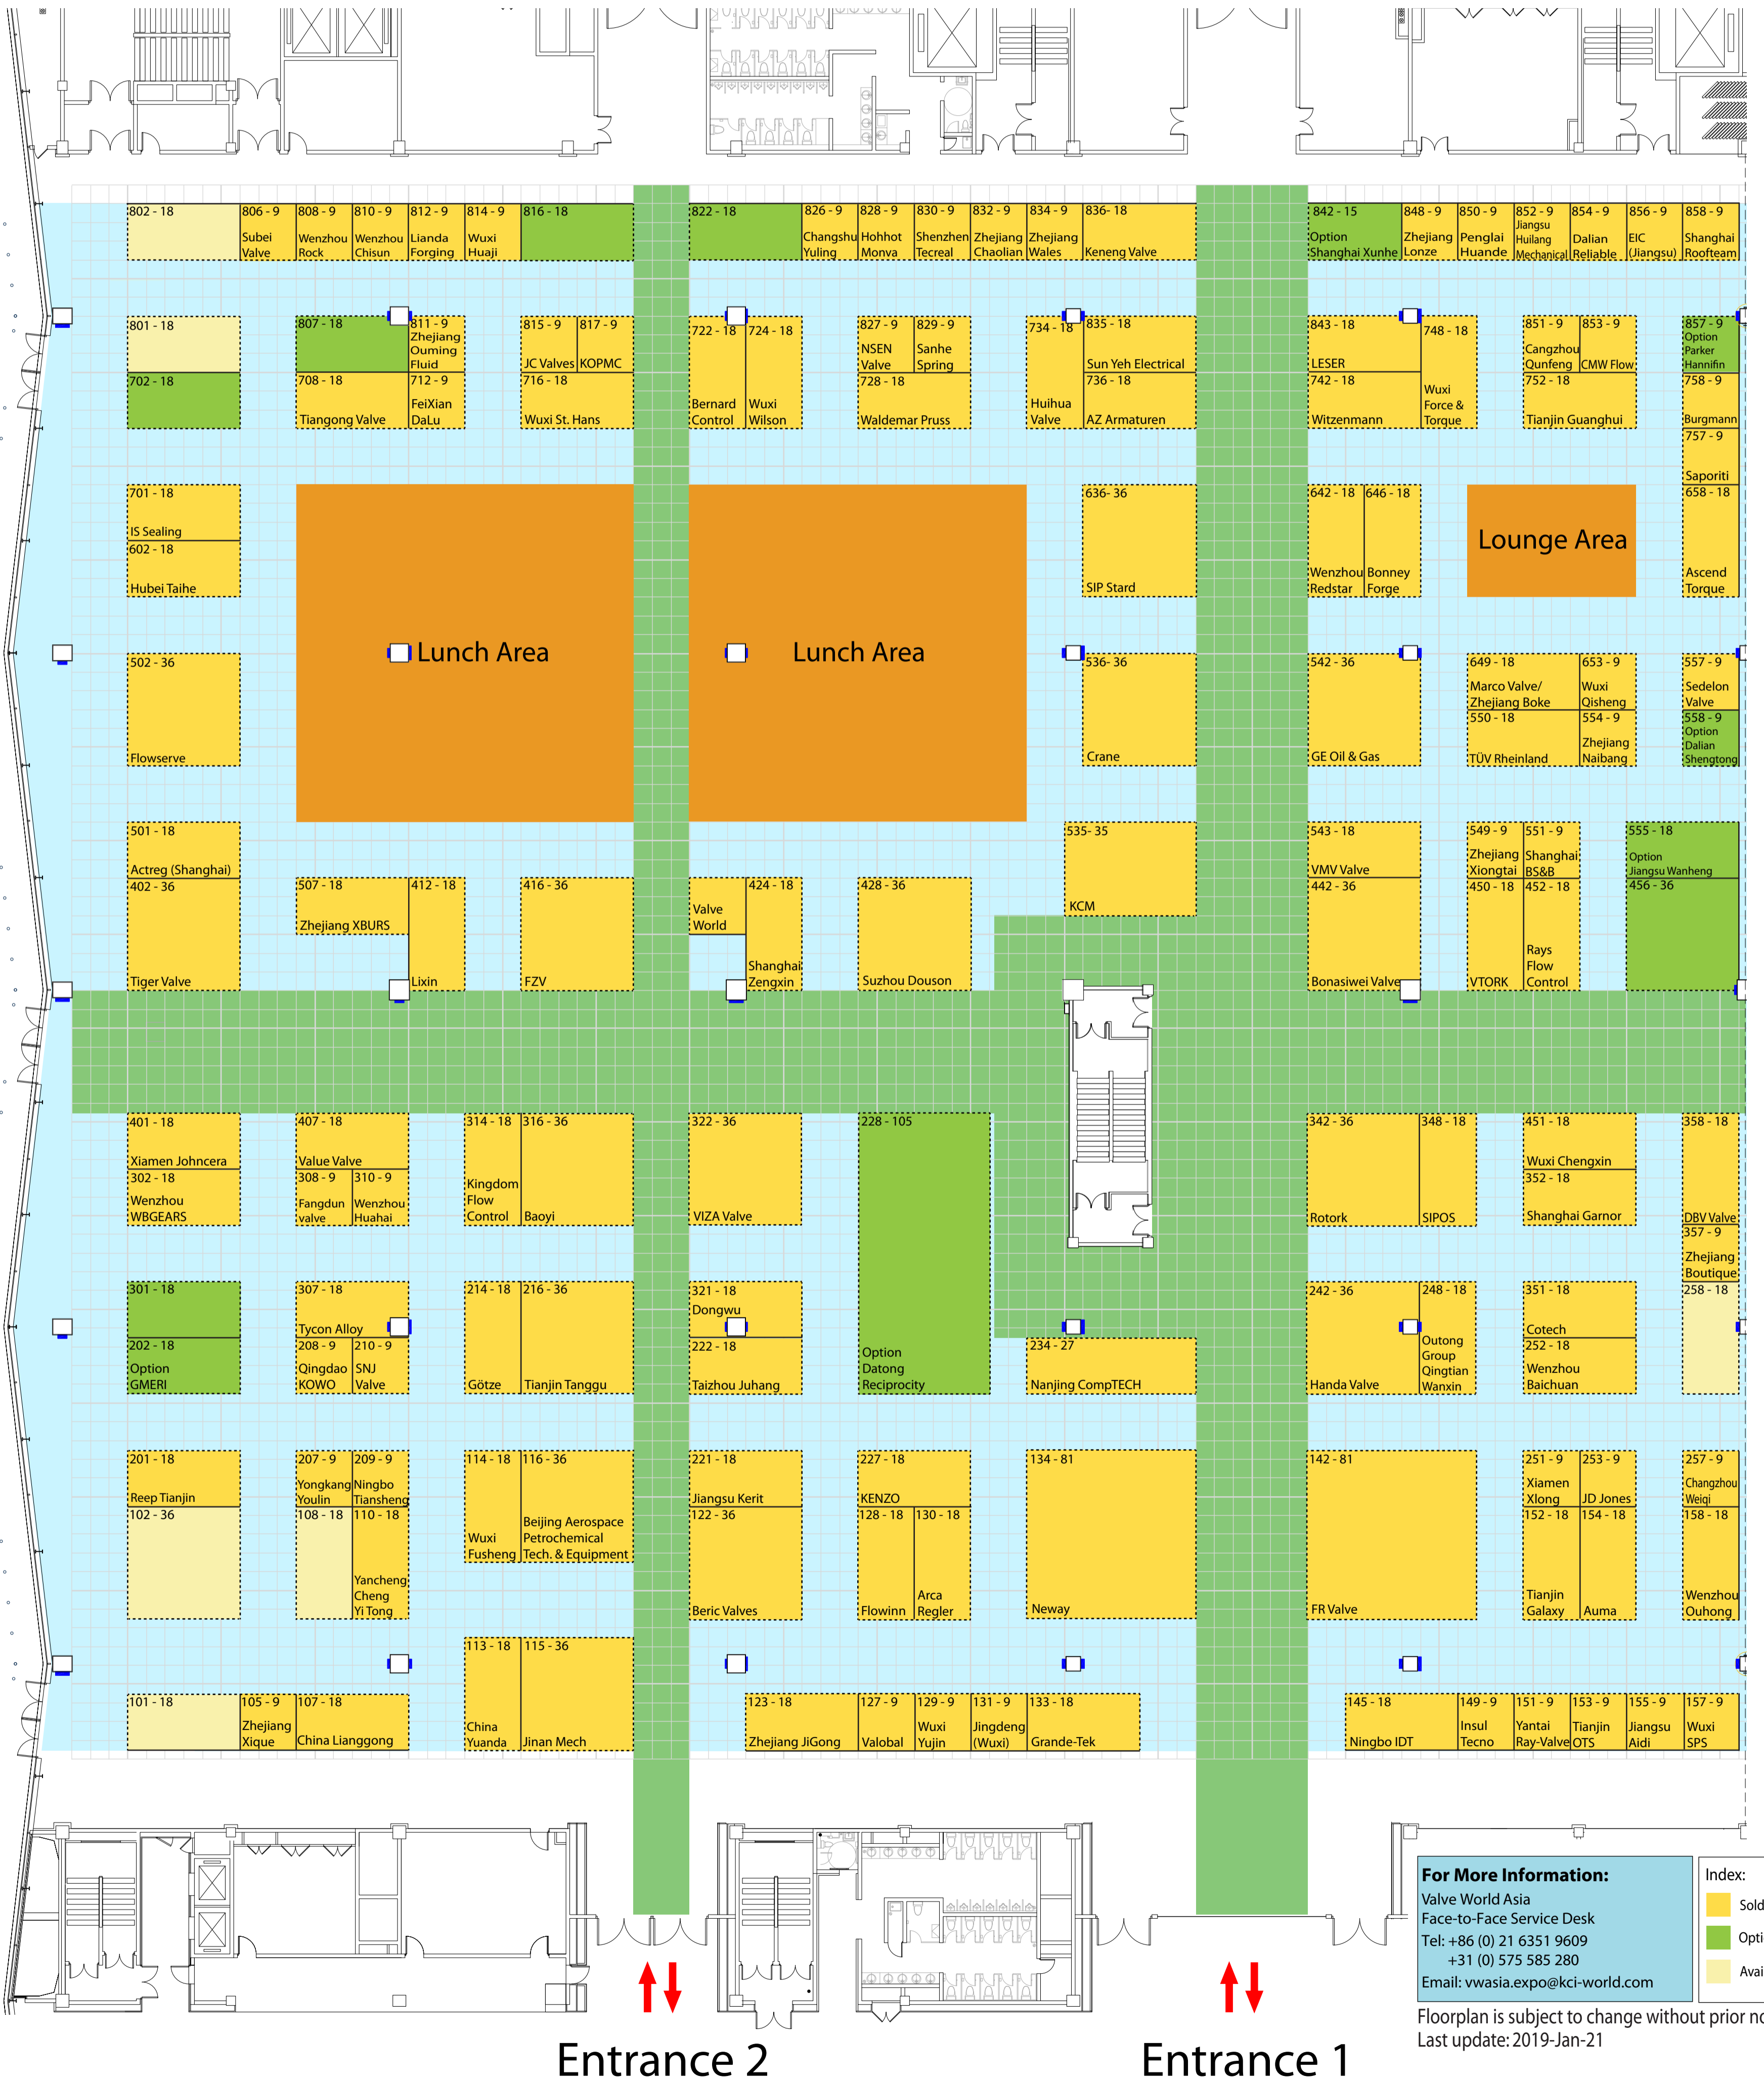 802 - 18
806 - 9
Subei
Valve
808 - 9
Wenzhou
Rock
810 - 9
Wenzhou
Chisun
812 - 9
Lianda
Forging
814 - 9
Wuxi
Huaji
816 - 18
822 - 18
826 - 9
Changshu
Yuling
828 - 9
Hohhot
Monva
830 - 9
Shenzhen
Tecreal
832 - 9
Zhejiang
Chaolian
834 - 9
Zhejiang
Wales
836- 18
Keneng Valve
842 - 15
Option
Shanghai Xunhe
848 - 9
Zhejiang
Lonze
850 - 9
Penglai
Huande
852 - 9
Jiangsu
Huilang
Mechanical
854 - 9
Dalian
Reliable
856 - 9
EIC
(Jiangsu)
858 - 9
Shanghai
Roofteam
801 - 18
702 - 18
807 - 18
811 - 9
Zhejiang
Ouming
Fluid
708 - 18
Tiangong Valve
712 - 9
FeiXian
DaLu
815 - 9
JC Valves
817 - 9
KOPMC
716 - 18
Wuxi St. Hans
722 - 18
Bernard
Control
724 - 18
Wuxi
Wilson
827 - 9
NSEN
Valve
829 - 9
Sanhe
Spring
728 - 18
Waldemar Pruss
734 - 18
Huihua
Valve
835 - 18
Sun Yeh Electrical
736 - 18
AZ Armaturen
843 - 18
LESER
742 - 18
Witzenmann
748 - 18
Wuxi
Force &
Torque
851 - 9
Cangzhou
Qunfeng
853 - 9
CMW Flow
752 - 18
Tianjin Guanghui
857 - 9
Option
Parker
Hannifin
758 - 9
Burgmann
757 - 9
Saporiti
701 - 18
IS Sealing
602 - 18
Hubei Taihe
636- 36
SIP Stard
642 - 18
Wenzhou
Redstar
646 - 18
Bonney
Forge
Lounge Area
658 - 18
Ascend
Torque
Lunch Area
Lunch Area
502 - 36
Flowserve
536- 36
Crane
542 - 36
GE Oil & Gas
649 - 18
Marco Valve/
Zhejiang Boke
653 - 9
Wuxi
Qisheng
550 - 18
TÜV Rheinland
554 - 9
Zhejiang
Naibang
557 - 9
Sedelon
Valve
558 - 9
Option
Dalian
Shengtong
501 - 18
Actreg (Shanghai)
402 - 36
Tiger Valve
507 - 18
Zhejiang XBURS
412 - 18
Lixin
416 - 36
FZV
Valve
World
424 - 18
Shanghai
Zengxin
428 - 36
Suzhou Douson
535- 35
KCM
543 - 18
VMV Valve
442 - 36
Bonasiwei Valve
549 - 9
Zhejiang
Xiongtai
551 - 9
Shanghai
BS&B
450 - 18
VTORK
452 - 18
Rays
Flow
Control
555 - 18
Option
Jiangsu Wanheng
456 - 36
401 - 18
Xiamen Johncera
302 - 18
Wenzhou
WBGEARS
407 - 18
Value Valve
308 - 9
Fangdun
valve
310 - 9
Wenzhou
Huahai
314 - 18
Kingdom
Flow
Control
316 - 36
Baoyi
322 - 36
VIZA Valve
228 - 105
Option
Datong
Reciprocity
342 - 36
Rotork
348 - 18
SIPOS
451 - 18
Wuxi Chengxin
352 - 18
Shanghai Garnor
358 - 18
DBV Valve
357 - 9
Zhejiang
Boutique
258 - 18
301 - 18
202 - 18
Option
GMERI
307 - 18
Tycon Alloy
208 - 9
Qingdao
KOWO
210 - 9
SNJ
Valve
214 - 18
Götze
216 - 36
Tianjin Tanggu
321 - 18
Dongwu
222 - 18
Taizhou Juhang
234 - 27
Nanjing CompTECH
242 - 36
Handa Valve
248 - 18
Outong
Group
Qingtian
Wanxin
351 - 18
Cotech
252 - 18
Wenzhou
Baichuan
201 - 18
Reep Tianjin
102 - 36
207 - 9
Yongkang
Youlin
209 - 9
Ningbo
Tiansheng
108 - 18
110 - 18
Yancheng
Cheng
Yi Tong
114 - 18
Wuxi
Fusheng
116 - 36
Beijing Aerospace
Petrochemical
Tech. & Equipment
221 - 18
Jiangsu Kerit
122 - 36
Beric Valves
227 - 18
KENZO
128 - 18
Flowinn
130 - 18
Arca
Regler
134 - 81
Neway
142 - 81
FR Valve
251 - 9
Xiamen
Xlong
253 - 9
JD Jones
152 - 18
Tianjin
Galaxy
154 - 18
Auma
257 - 9
Changzhou
Weiqi
158 - 18
Wenzhou
Ouhong
101 - 18
105 - 9
Zhejiang
Xique
107 - 18
China Lianggong
113 - 18
China
Yuanda
115 - 36
Jinan Mech
123 - 18
Zhejiang JiGong
127 - 9
Valobal
129 - 9
Wuxi
Yujin
131 - 9
Jingdeng
(Wuxi)
133 - 18
Grande-Tek
145 - 18
Ningbo IDT
149 - 9
Insul
Tecno
151 - 9
Yantai
Ray-Valve
153 - 9
Tianjin
OTS
155 - 9
Jiangsu
Aidi
157 - 9
Wuxi
SPS
For More Information:
Valve World Asia
Face-to-Face Service Desk
Tel: +86 (0) 21 6351 9609
+31 (0) 575 585 280
Email: vwasia.expo@kci-world.com
Index:
Sold
Opti
Avai
Floorplan is subject to change without prior no
Last update: 2019-Jan-21
Entrance 2
Entrance 1